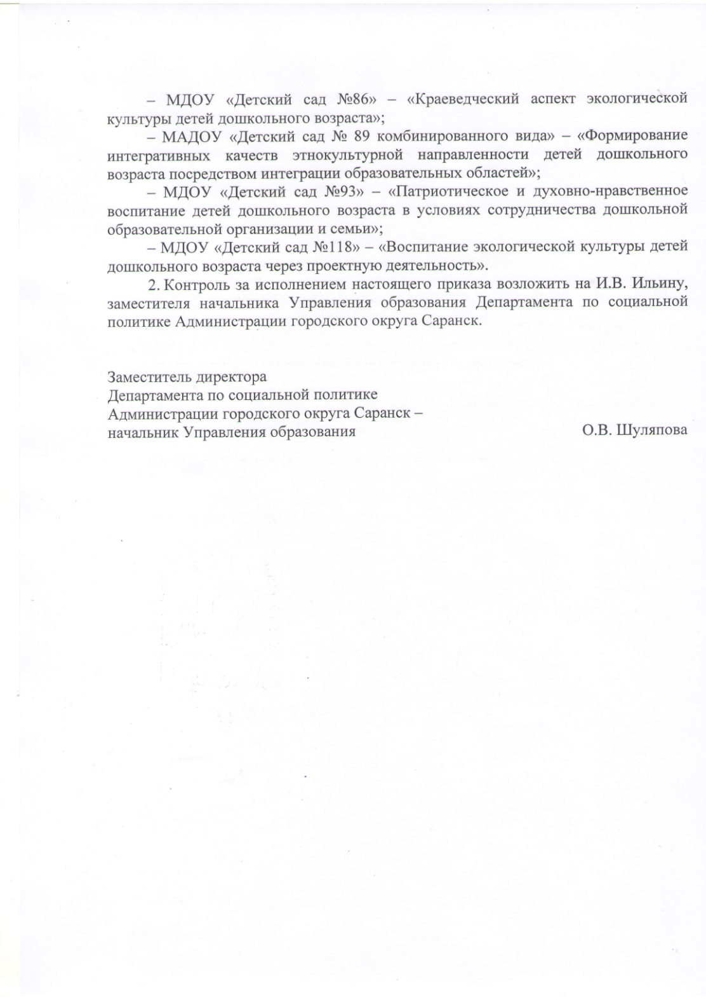 – МДОУ «Детский сад №86» – «Краеведческий аспект экологической
культуры детей дошкольного возраста»;
– МАДОУ «Детский сад № 89 комбинированного вида» – «Формирование
интегративных качеств этнокультурной направленности детей дошкольного
возраста посредством интеграции образовательных областей»;
– МДОУ «Детский сад №93» – «Патриотическое и духовно-нравственное
воспитание детей дошкольного возраста в условиях сотрудничества дошкольной
образовательной организации и семьи»;
– МДОУ «Детский сад №118» – «Воспитание экологической культуры детей
дошкольного возраста через проектную деятельность».
2. Контроль за исполнением настоящего приказа возложить на И.В. Ильину,
заместителя начальника Управления образования Департамента по социальной
политике Администрации городского округа Саранск.
Заместитель директора
Департамента по социальной политике
Администрации городского округа Саранск –
начальник Управления образования О.В. Шуляпова